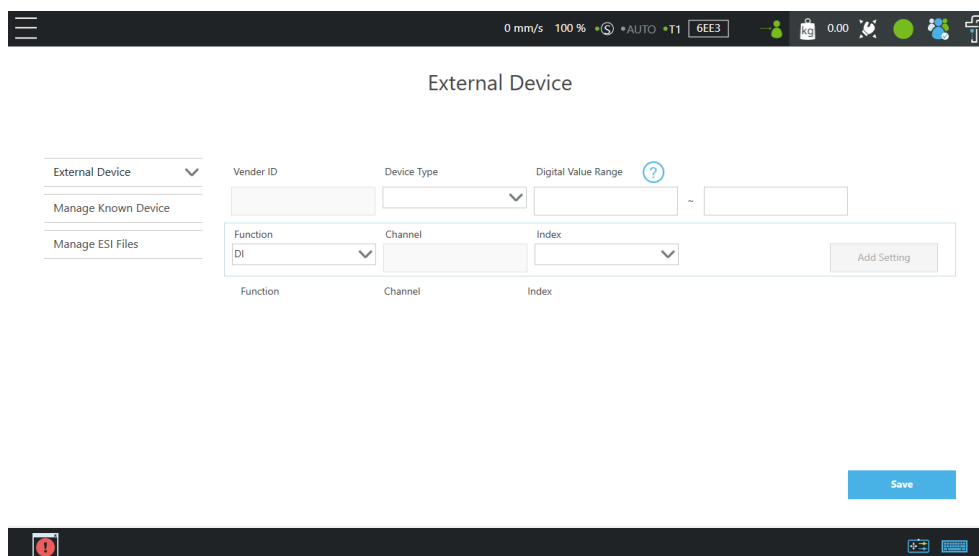 0 mm/s 100 % S AUTO T1 6EE3 kg 0.00
External Device
External Device
Manage Known Device
Manage ESI Files
Vender ID Device Type Digital Value Range ?
~
Function Channel Index
DI
Add Setting
Function Channel Index
Save